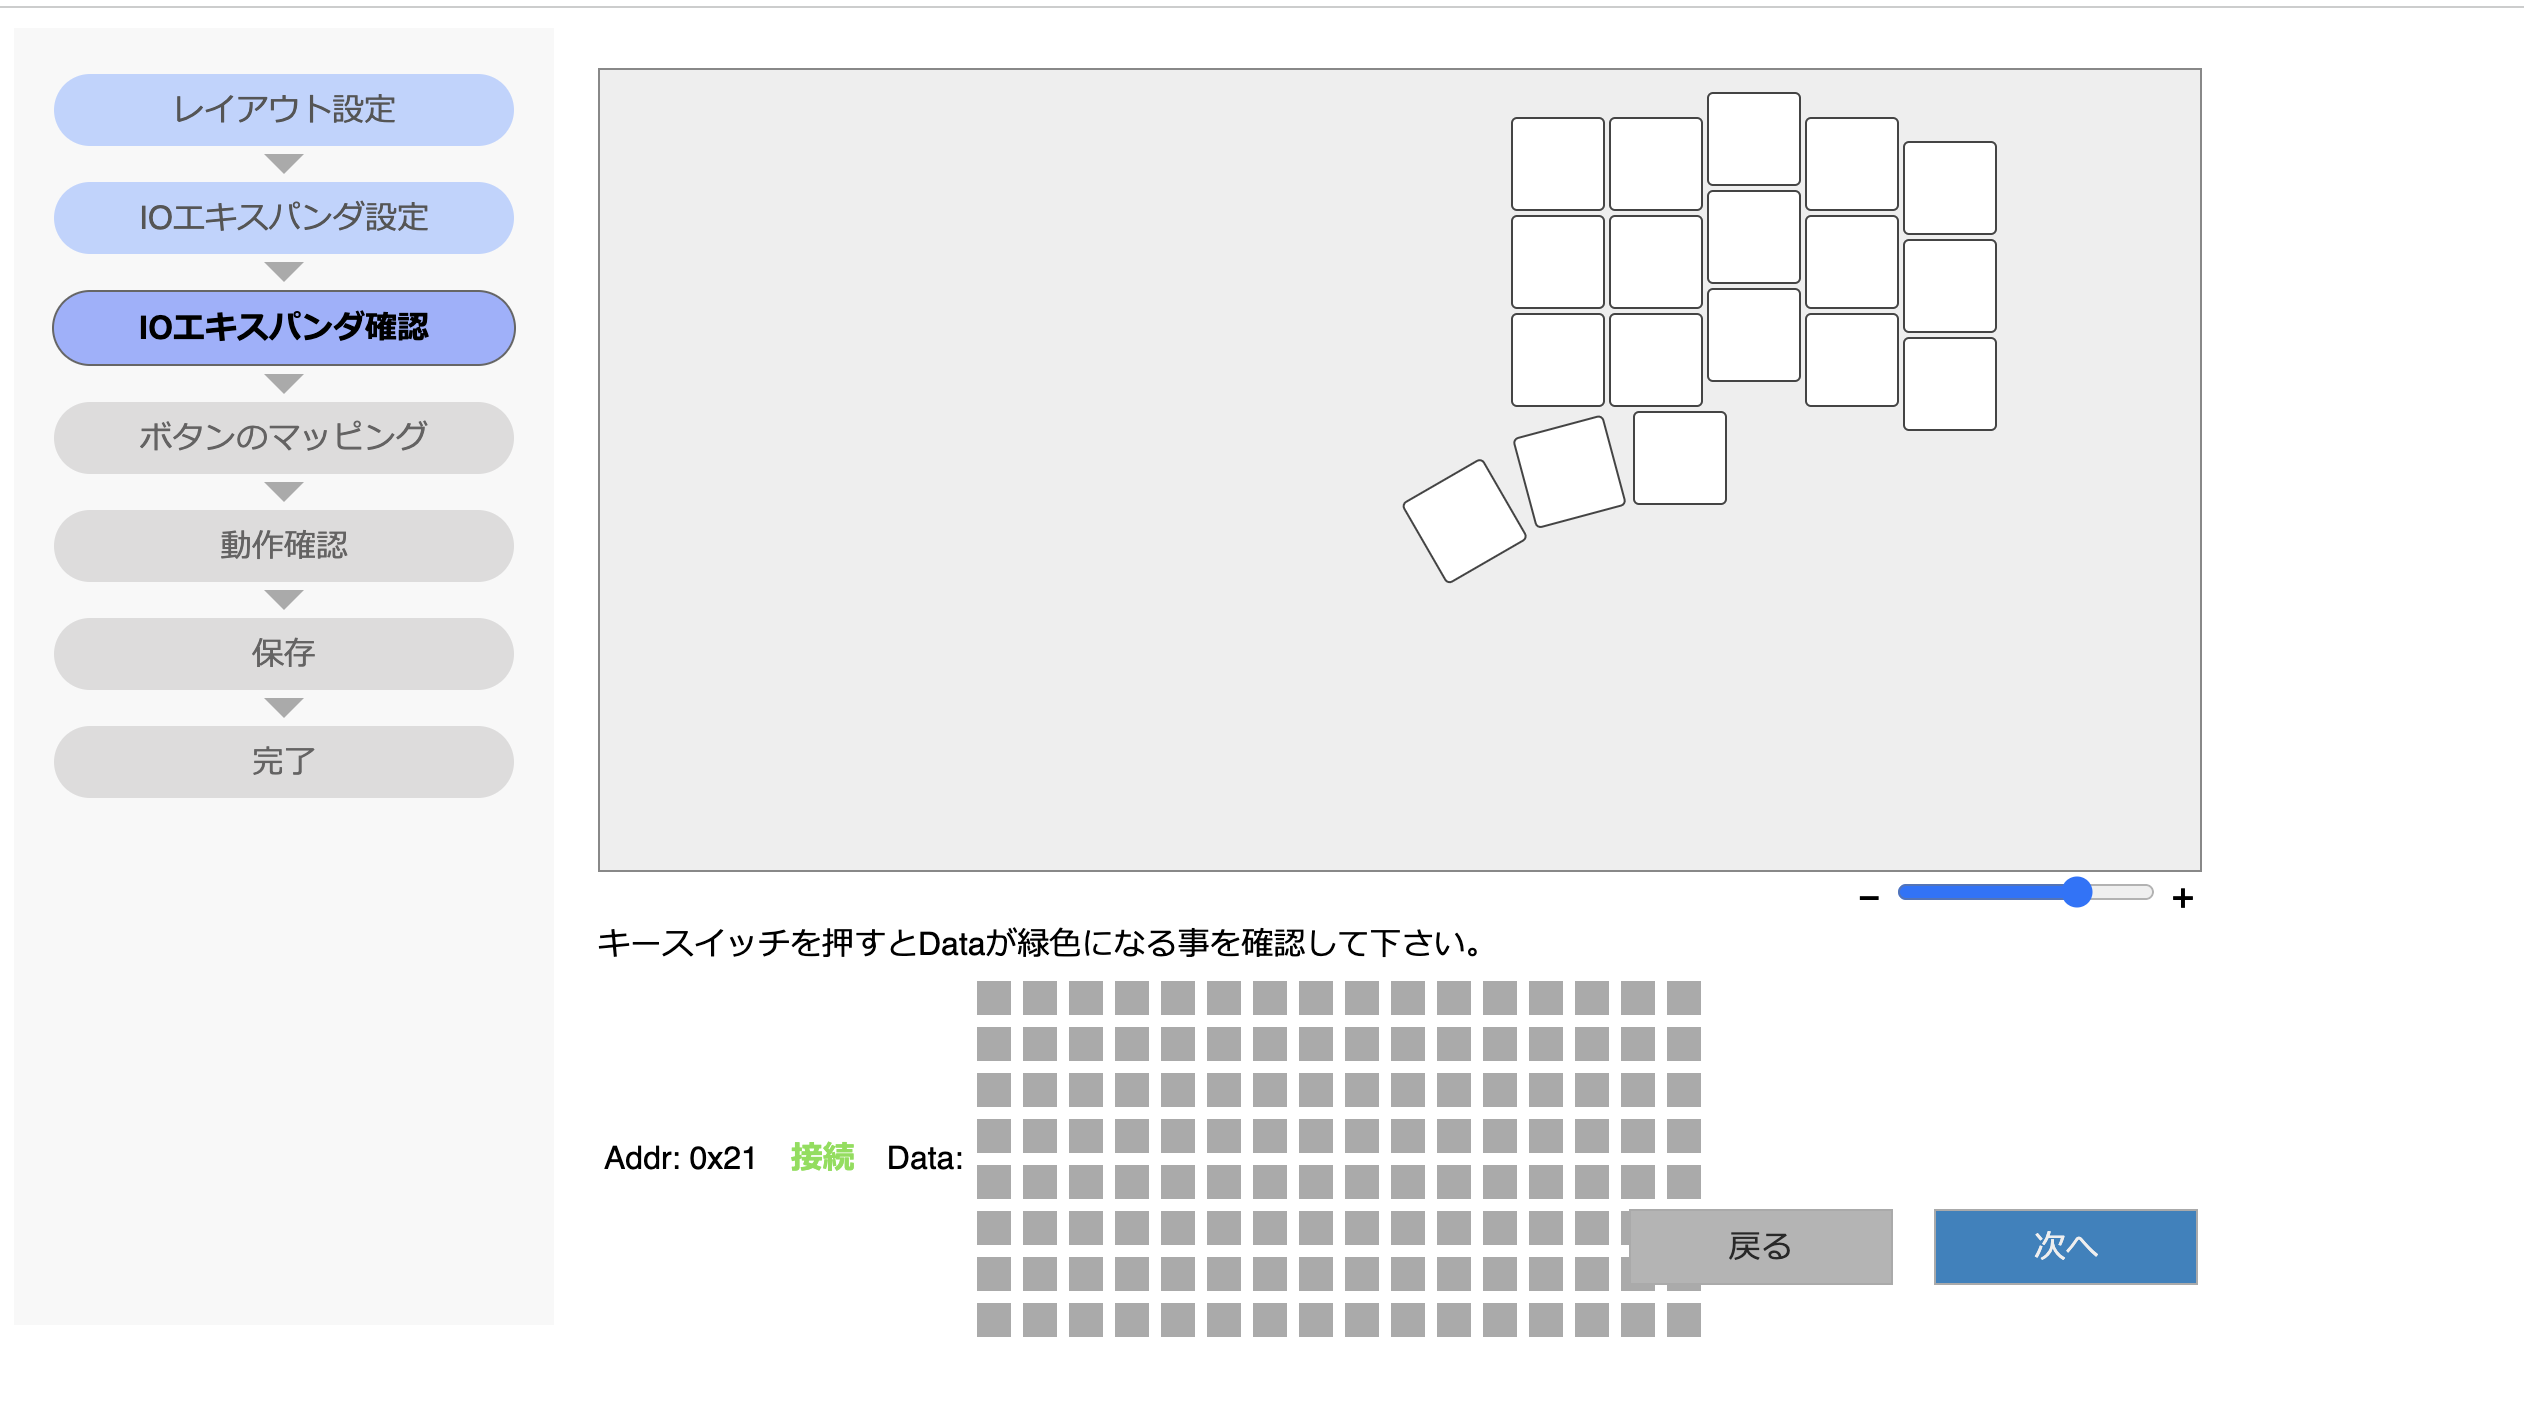 レイアウト設定
IOエキスパンダ設定
IOエキスパンダ確認
ボタンのマッピング
動作確認
保存
完了
− +
キースイッチを押すとDataが緑色になる事を確認して下さい。
Addr: 0x21 接続 Data:
戻る 次へ